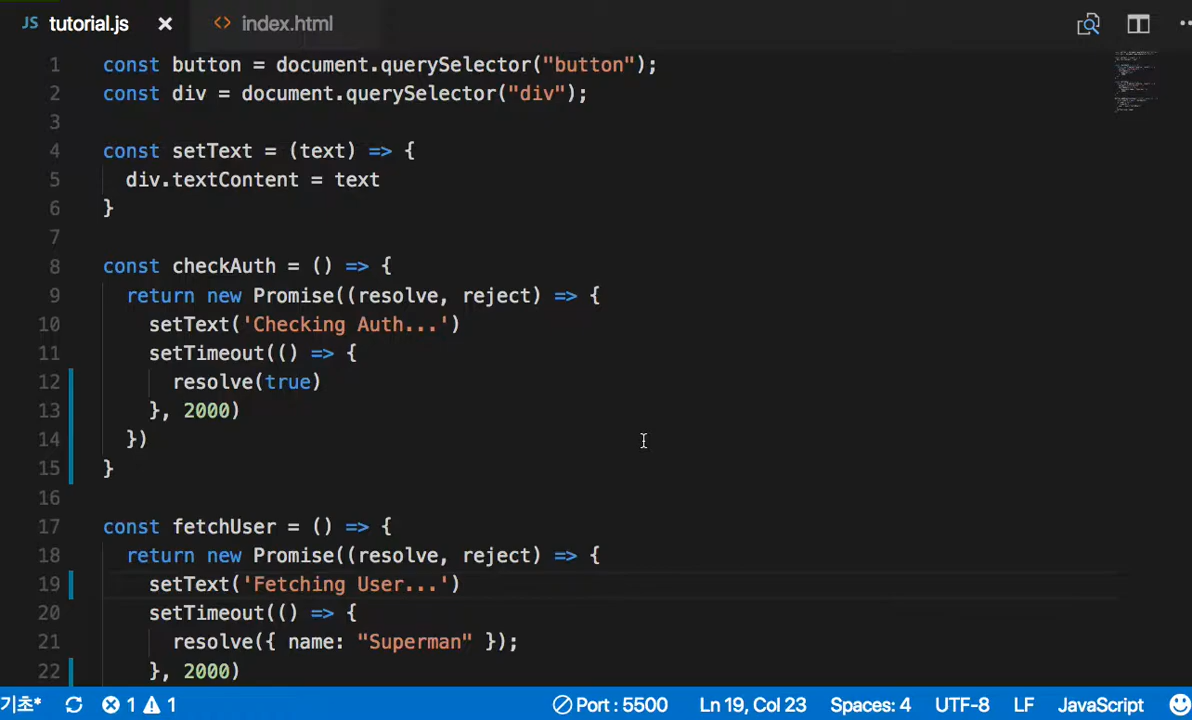 JS tutorial.js × <> index.html
1 const button = document.querySelector("button");
2 const div = document.querySelector("div");
3
4 const setText = (text) => {
5 div.textContent = text
6 }
7
8 const checkAuth = () => {
9 return new Promise((resolve, reject) => {
10 setText('Checking Auth...')
11 setTimeout(() => {
12 resolve(true)
13 }, 2000)
14 })
15 }
16
17 const fetchUser = () => {
18 return new Promise((resolve, reject) => {
19 setText('Fetching User...')
20 setTimeout(() => {
21 resolve({ name: "Superman" });
22 }, 2000)
기초* 1 1 Port : 5500 Ln 19, Col 23 Spaces: 4 UTF-8 LF JavaScript